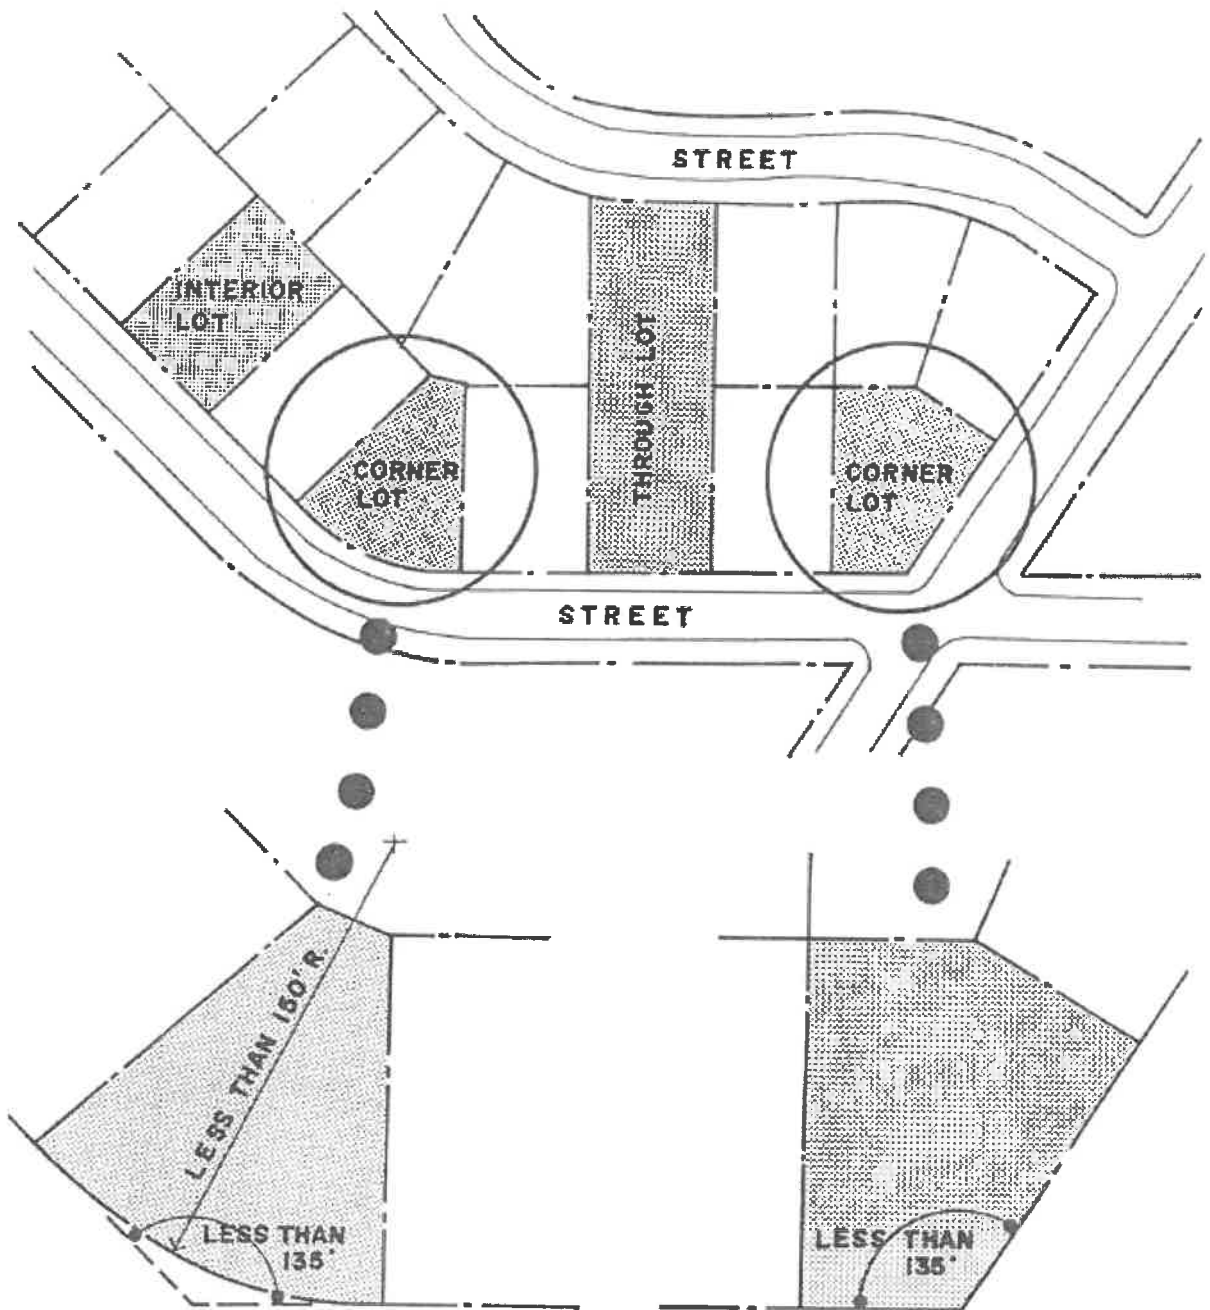 STREET
INTERIOR
LOT
THROUGH LOT
CORNER
LOT
CORNER
LOT
STREET
LESS THAN 150' R.
LESS THAN
135°
LESS THAN
135°